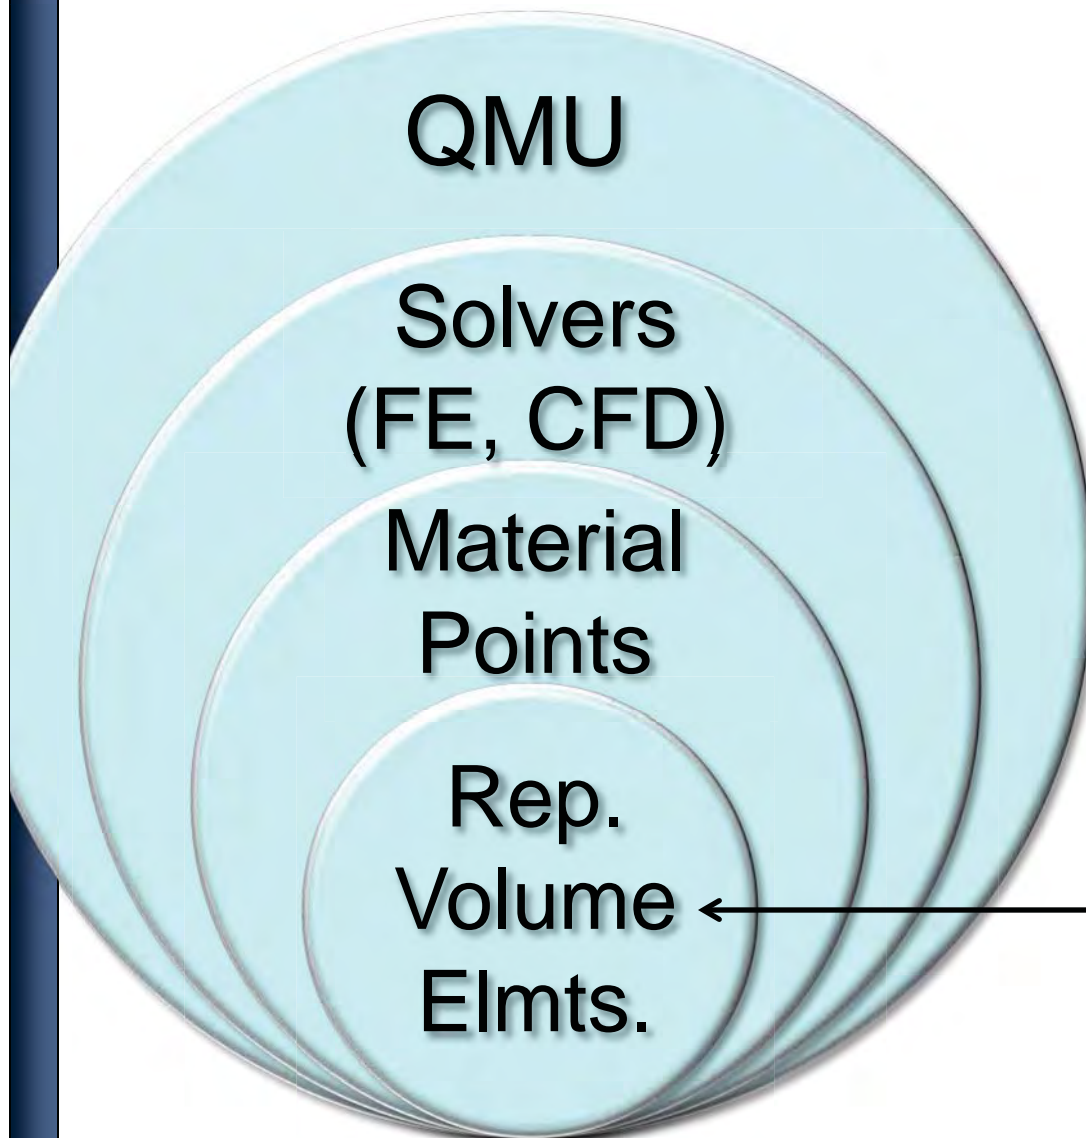 QMU
Solvers
(FE, CFD)
Material
Points
Rep.
Volume
Elmts.